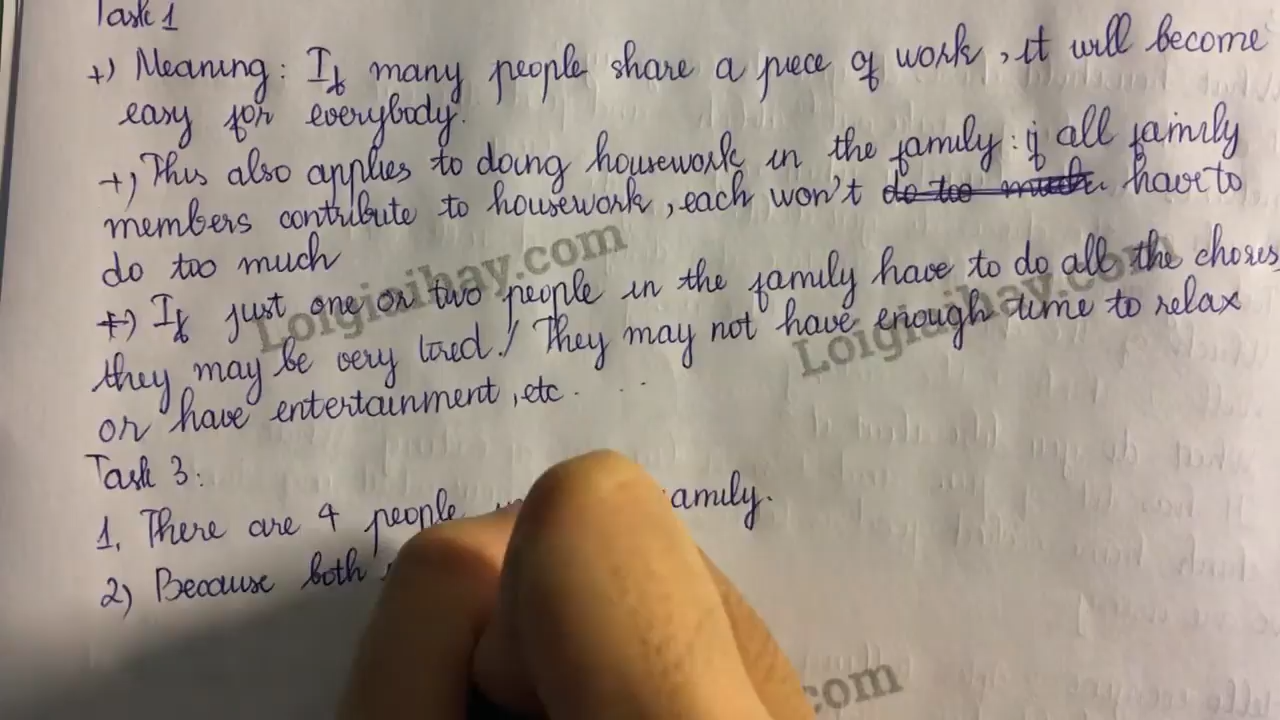 Task 1
+) Meaning: If many people share a piece of work, it will become
easy for everybody.
+) This also applies to doing housework in the family: if all family
members contribute to housework, each won't do too much have to
do too much
+) If just one or two people in the family have to do all the chores,
they may be very tired. / They may not have enough time to relax
or have entertainment, etc. ...
Task 3:
1. There are 4 people family.
2) Because both
Loigiaihay.com
Loigiaihay.com
.com